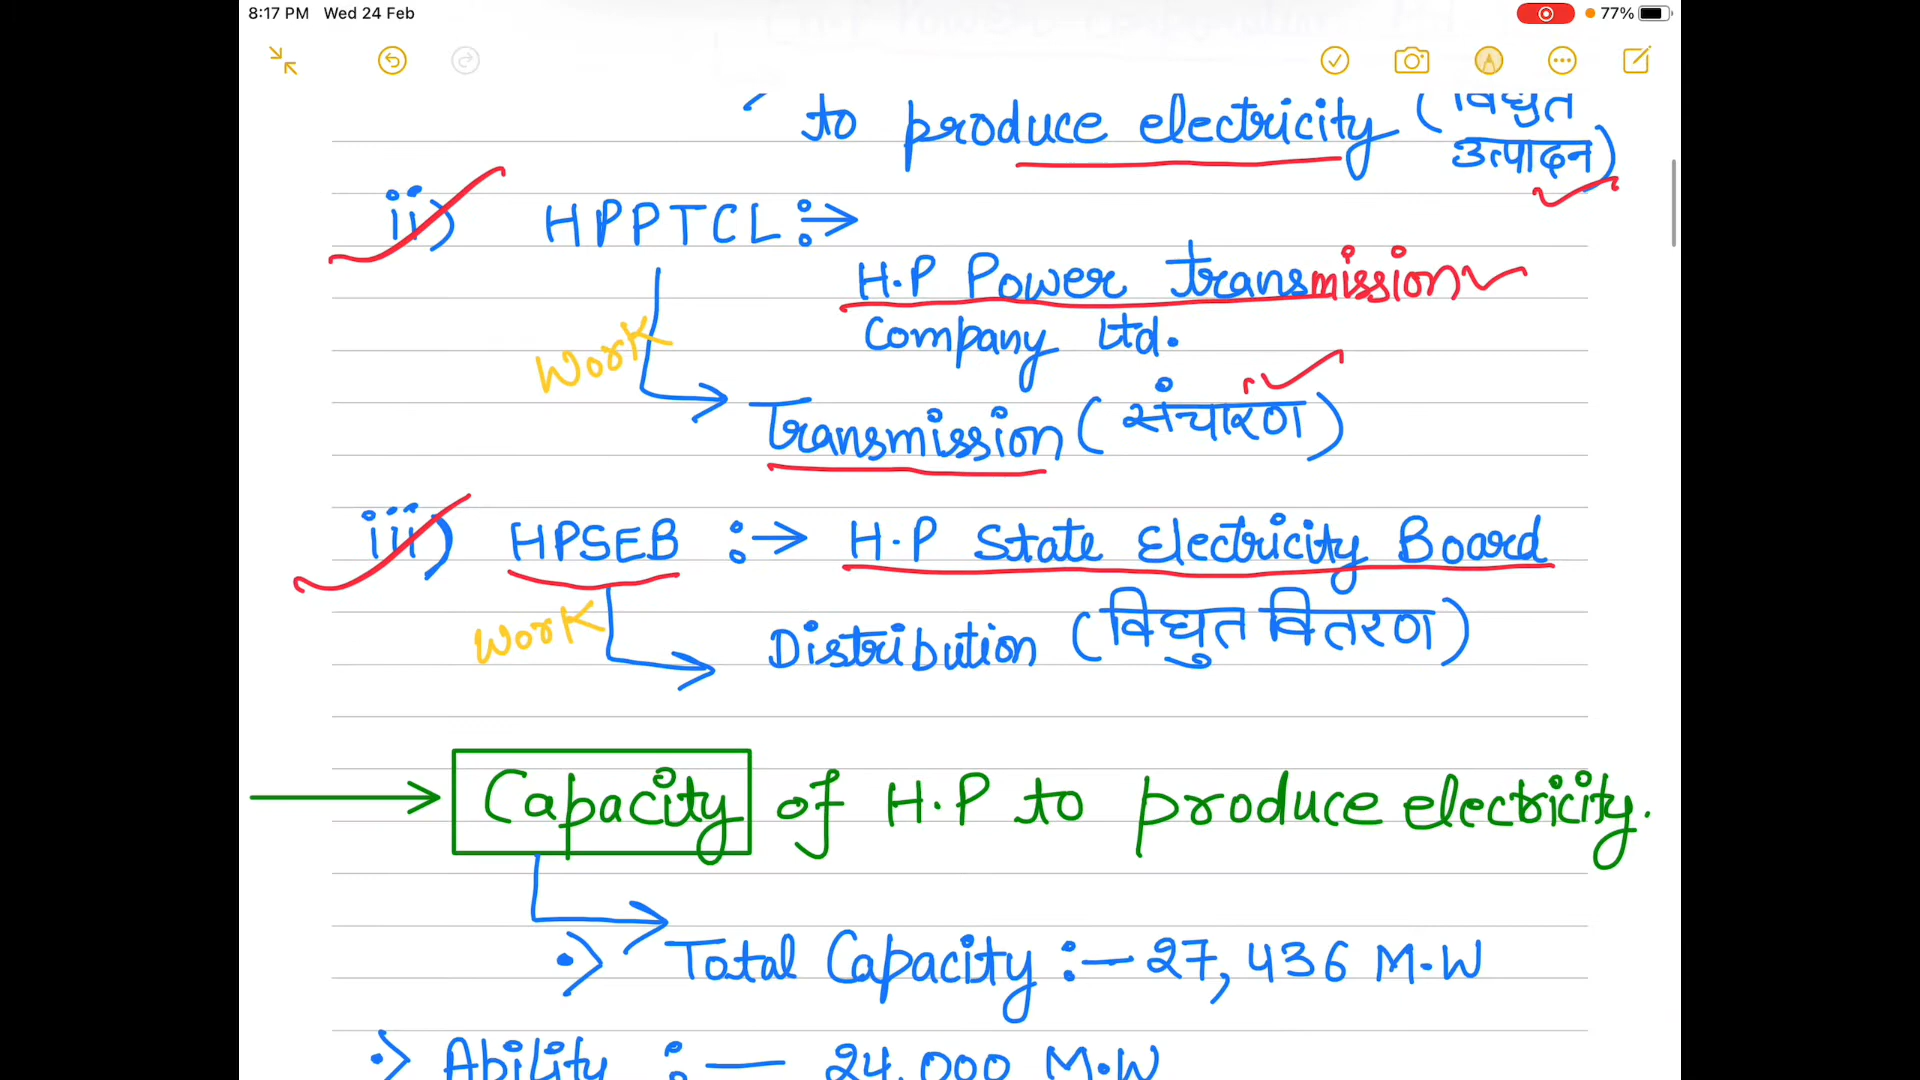 8:17 PM Wed 24 Feb 77%
to produce electricity (विद्युत
उत्पादन)
ii) HPPTCL :→
H.P Power Transmission
Company Ltd.
Work
Transmission (संचारण)
iii) HPSEB :→ H.P State Electricity Board
Work
Distribution (विद्युत वितरण)
→ Capacity of H.P to produce electricity.
Total Capacity :— 27,436 M.W
Ability :— 24,000 M.W